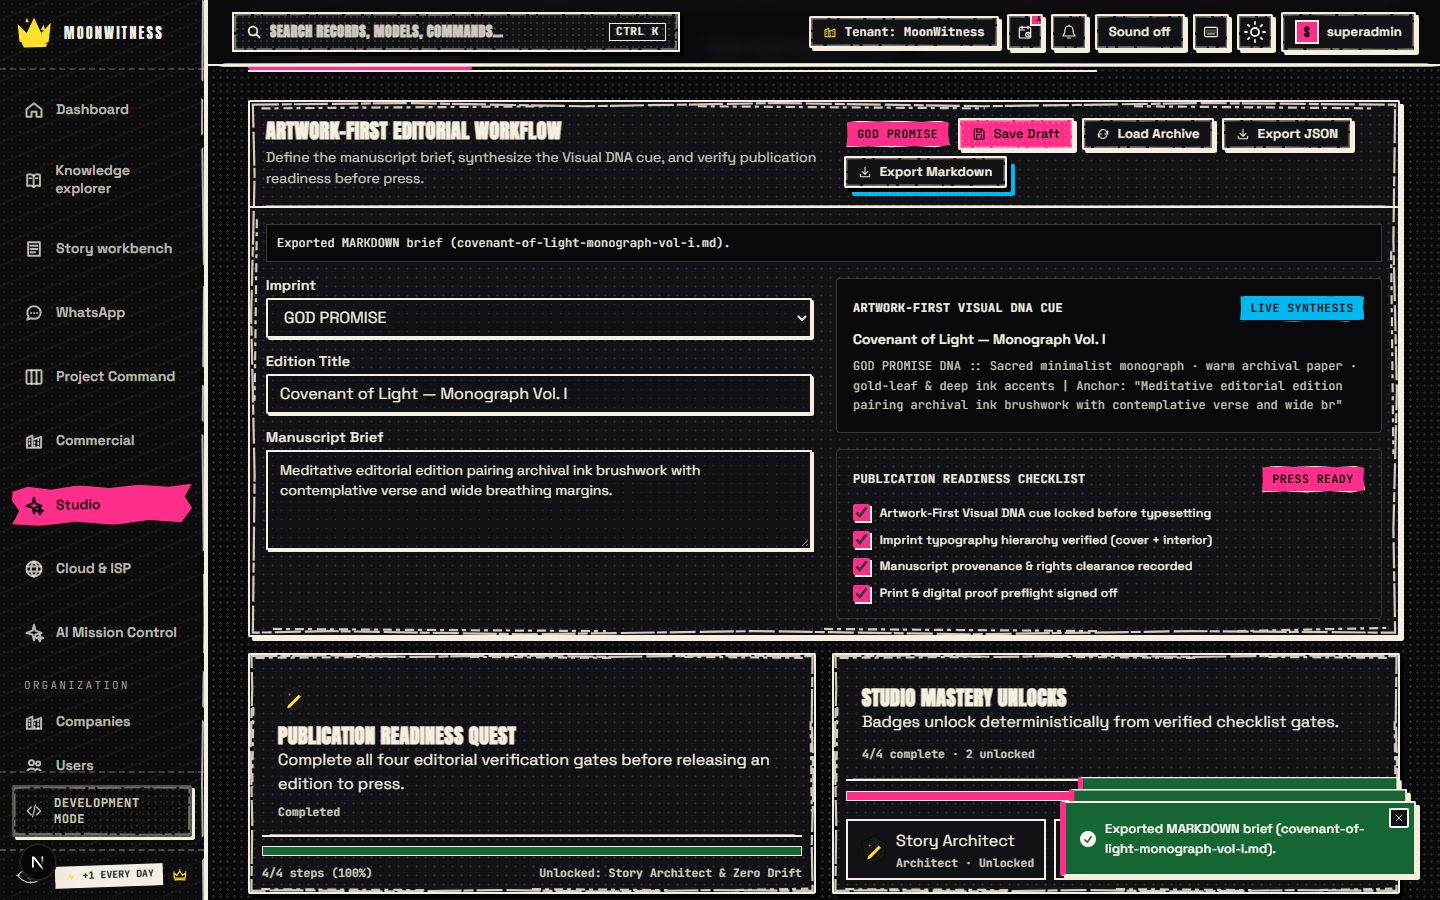 MOONWITNESS
SEARCH RECORDS, MODELS, COMMANDS...
CTRL K
Tenant: MoonWitness
Sound off
S
superadmin
Dashboard
Knowledge
explorer
Story workbench
WhatsApp
Project Command
Commercial
Studio
Cloud & ISP
AI Mission Control
ORGANIZATION
Companies
Users
DEVELOPMENT
MODE
N
+1 EVERY DAY
ARTWORK-FIRST EDITORIAL WORKFLOW
Define the manuscript brief, synthesize the Visual DNA cue, and verify publication
readiness before press.
GOD PROMISE
Save Draft
Load Archive
Export JSON
Export Markdown
Exported MARKDOWN brief (covenant-of-light-monograph-vol-i.md).
Imprint
GOD PROMISE
Edition Title
Covenant of Light — Monograph Vol. I
Manuscript Brief
Meditative editorial edition pairing archival ink brushwork with
contemplative verse and wide breathing margins.
ARTWORK-FIRST VISUAL DNA CUE
LIVE SYNTHESIS
Covenant of Light — Monograph Vol. I
GOD PROMISE DNA :: Sacred minimalist monograph · warm archival paper ·
gold-leaf & deep ink accents | Anchor: "Meditative editorial edition
pairing archival ink brushwork with contemplative verse and wide br"
PUBLICATION READINESS CHECKLIST
PRESS READY
Artwork-First Visual DNA cue locked before typesetting
Imprint typography hierarchy verified (cover + interior)
Manuscript provenance & rights clearance recorded
Print & digital proof preflight signed off
PUBLICATION READINESS QUEST
Complete all four editorial verification gates before releasing an
edition to press.
Completed
4/4 steps (100%)
Unlocked: Story Architect & Zero Drift
STUDIO MASTERY UNLOCKS
Badges unlock deterministically from verified checklist gates.
4/4 complete · 2 unlocked
Story Architect
Architect · Unlocked
Exported MARKDOWN brief (covenant-of-
light-monograph-vol-i.md).